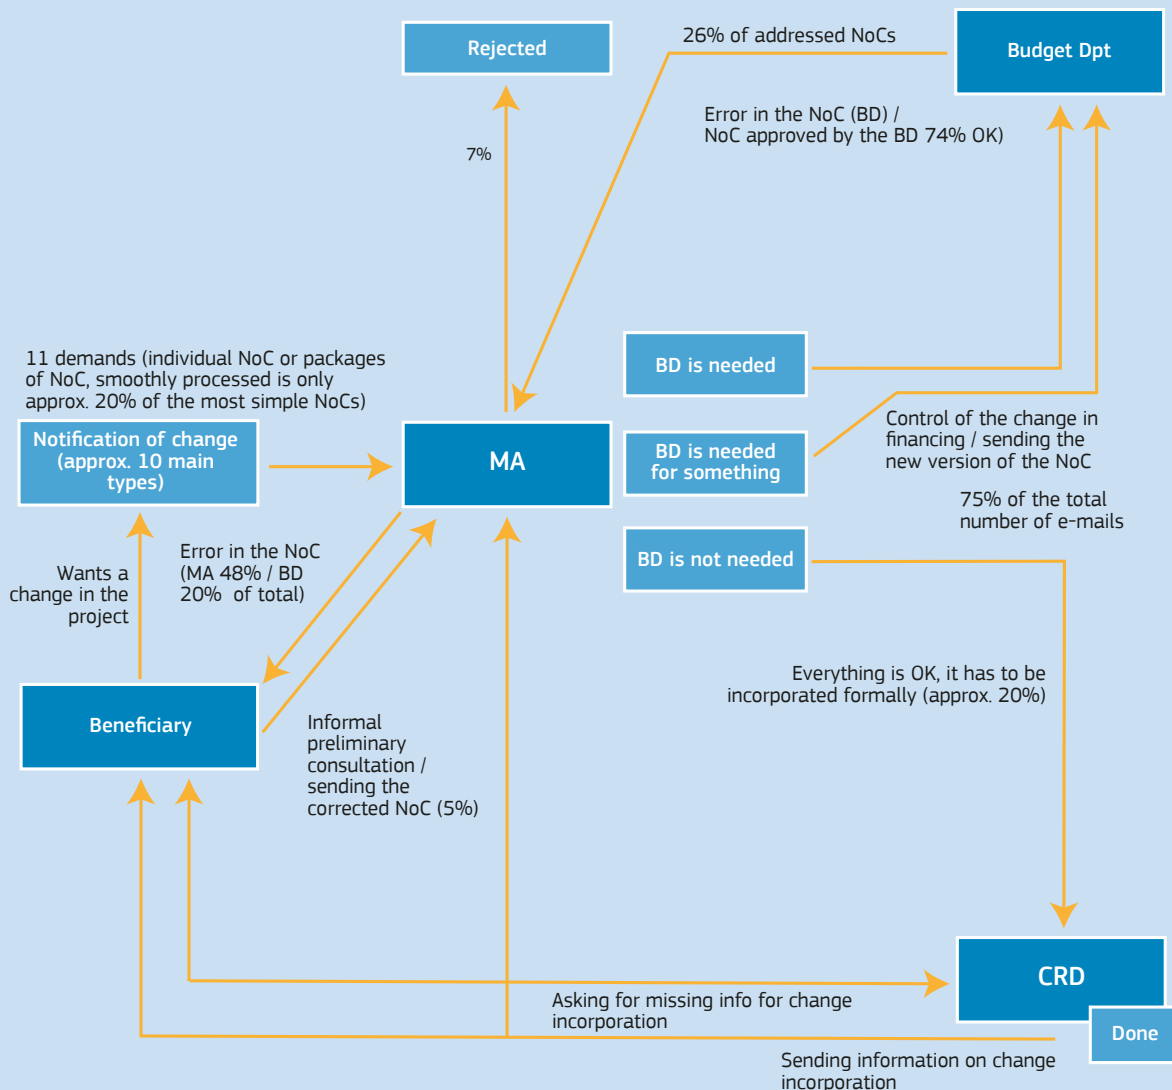 26% of addressed NoCs
Rejected
Budget Dpt
Error in the NoC (BD) /
NoC approved by the BD 74% OK)
7%
11 demands (individual NoC or packages
of NoC, smoothly processed is only
approx. 20% of the most simple NoCs)
BD is needed
Notification of change
(approx. 10 main
types)
MA
BD is needed
for something
Control of the change in
financing / sending the
new version of the NoC
75% of the total
number of e-mails
BD is not needed
Error in the NoC
(MA 48% / BD
20% of total)
Wants a
change in the
project
Everything is OK, it has to be
incorporated formally (approx. 20%)
Beneficiary
Informal
preliminary
consultation /
sending the
corrected NoC (5%)
CRD
Asking for missing info for change
incorporation
Done
Sending information on change
incorporation